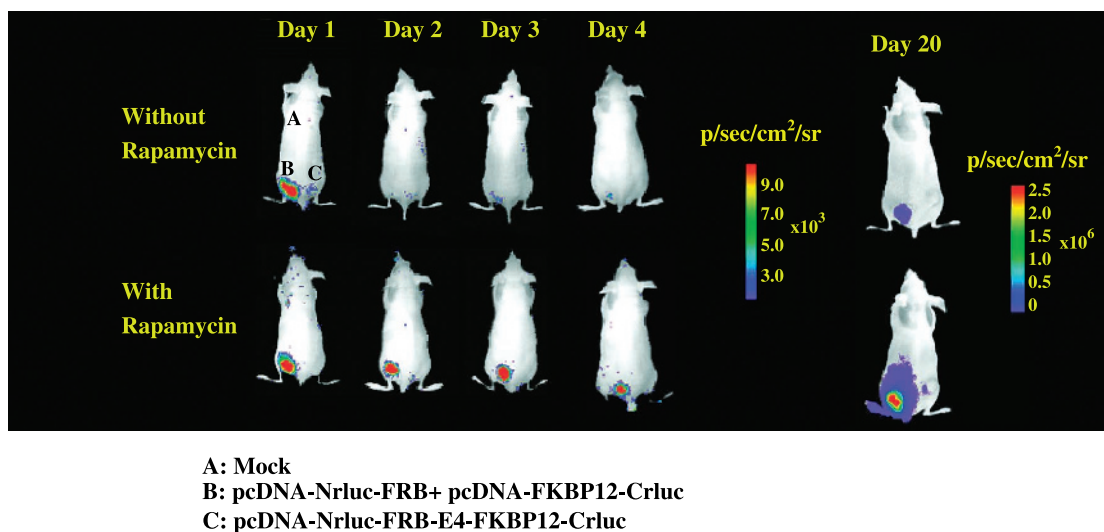 Day 1
Day 2
Day 3
Day 4
Day 20
Without
Rapamycin
A
B
C
p/sec/cm²/sr
9.0
7.0
5.0
3.0
x10³
p/sec/cm²/sr
2.5
2.0
1.0
0.5
0
x10⁶
With
Rapamycin
A: Mock
B: pcDNA-Nrluc-FRB+ pcDNA-FKBP12-Crluc
C: pcDNA-Nrluc-FRB-E4-FKBP12-Crluc